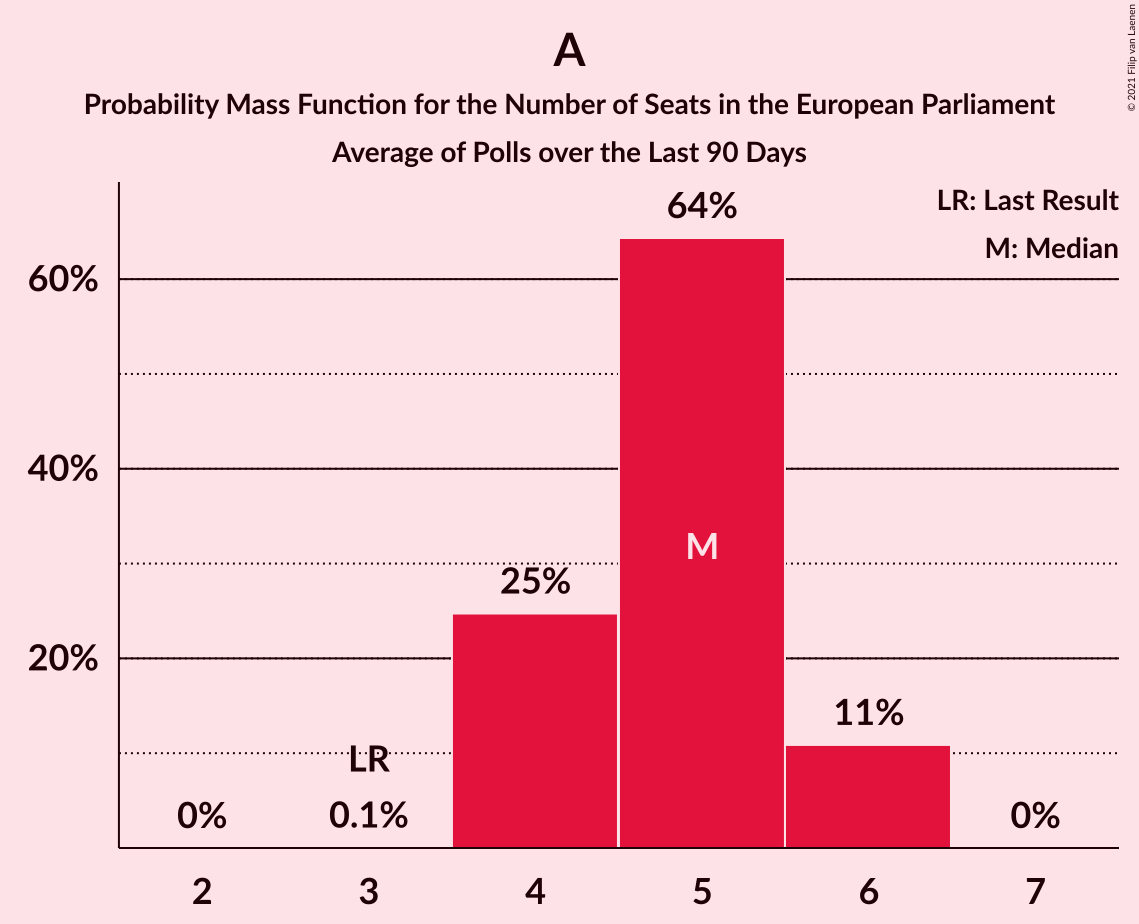 A
Probability Mass Function for the Number of Seats in the European Parliament
Average of Polls over the Last 90 Days
© 2021 Filip van Laenen
LR: Last Result
M: Median
64%
60%
40%
M
25%
20%
11%
LR
0%
0.1%
0%
2
3
4
5
6
7